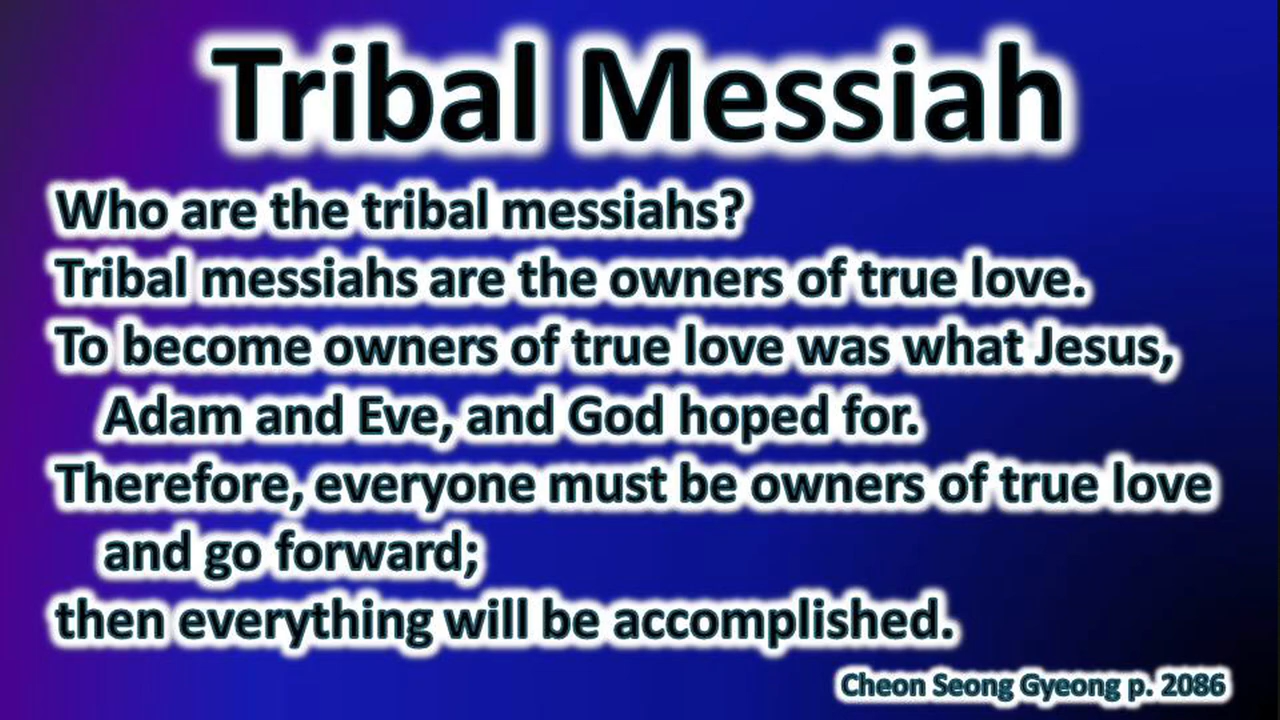 Tribal Messiah
Who are the tribal messiahs?
Tribal messiahs are the owners of true love.
To become owners of true love was what Jesus,
Adam and Eve, and God hoped for.
Therefore, everyone must be owners of true love
and go forward;
then everything will be accomplished.
Cheon Seong Gyeong p. 2086